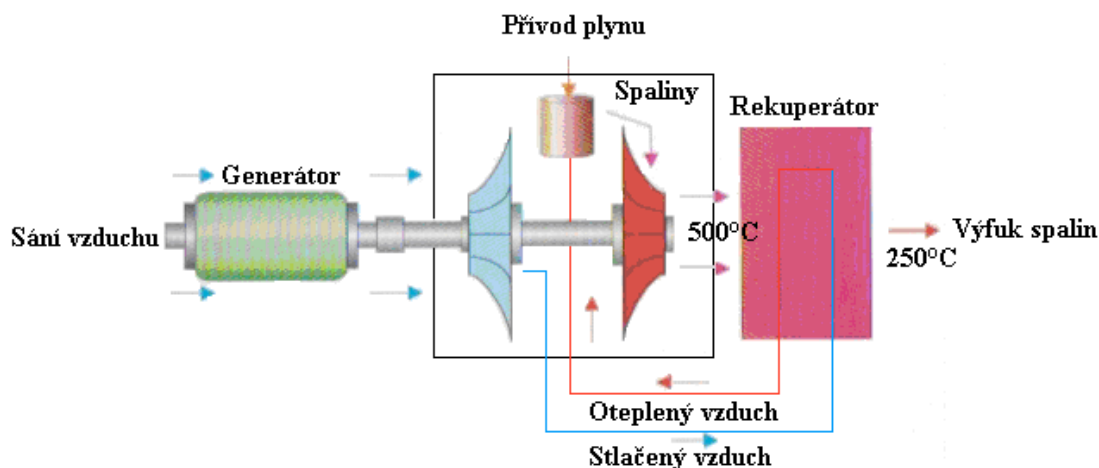 Přívod plynu
Spaliny
Rekuperátor
Generátor
Sání vzduchu
500°C
Výfuk spalin
250°C
Oteplený vzduch
Stlačený vzduch